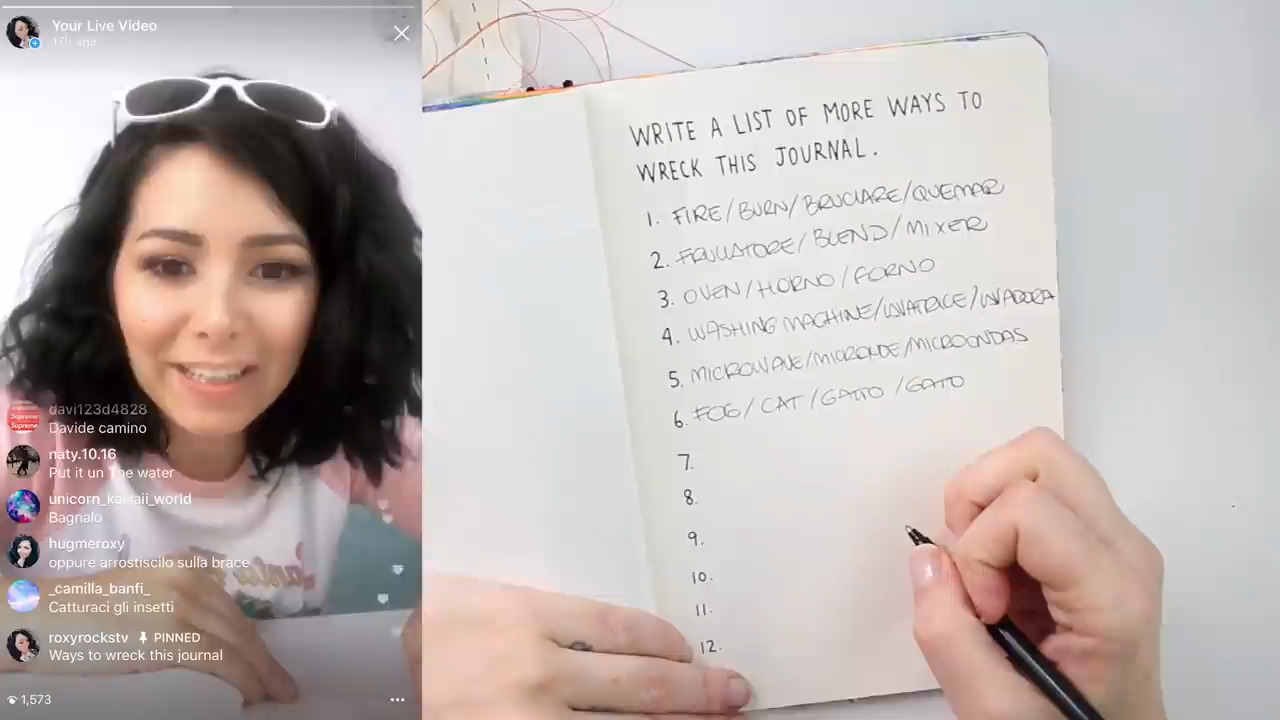 Your Live Video
17h ago
davi123d4828
Davide camino
naty.10.16
Put it un The water
unicorn_kawaii_world
Bagnalo
hugmeroxy
oppure arrostiscilo sulla brace
_camilla_banfi_
Catturaci gli insetti
roxyrockstv PINNED
Ways to wreck this journal
1,573
WRITE A LIST OF MORE WAYS TO
WRECK THIS JOURNAL.
1. FIRE/BURN/BRUCIARE/QUEMAR
2. FRULLATORE/BLEND/MIXER
3. OVEN/HORNO/FORNO
4. WASHING MACHINE/LAVATRICE/LAVADORA
5. MICROWAVE/MICROONDE/MICROONDAS
6. FOG/CAT/GATTO/GATO
7.
8.
9.
10.
11.
12.
Supreme
Supreme